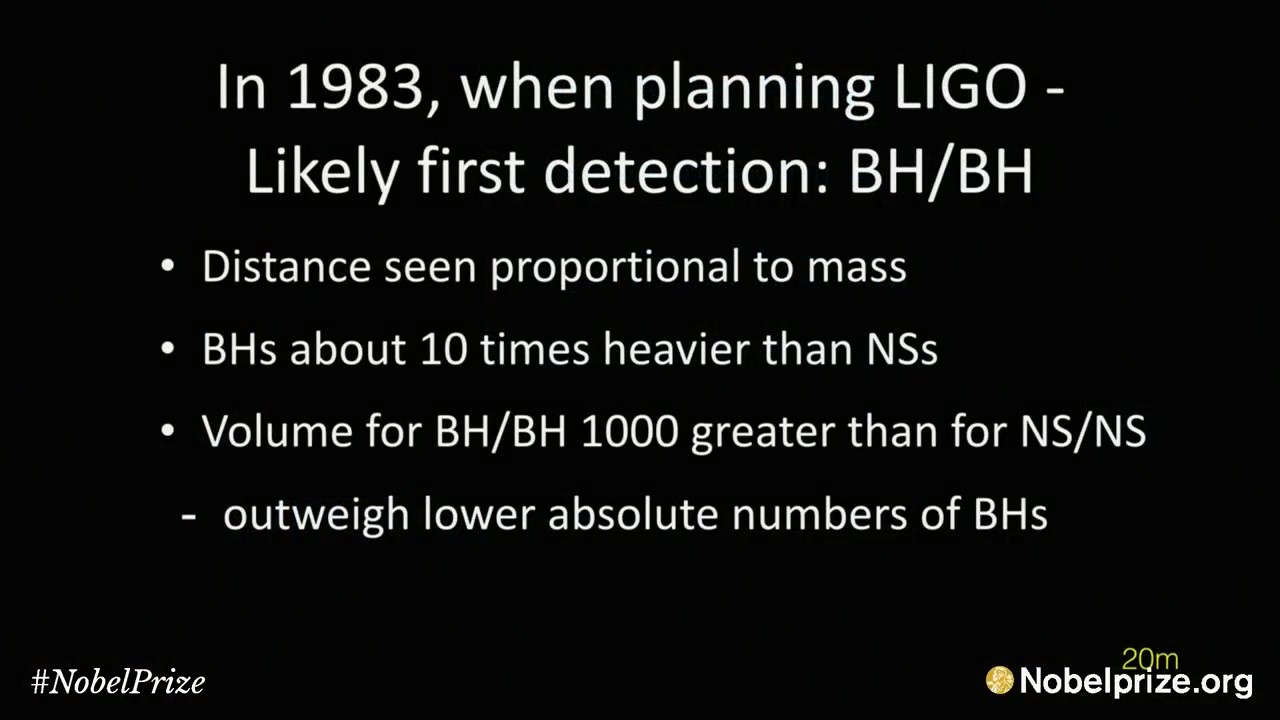 In 1983, when planning LIGO -
Likely first detection: BH/BH
• Distance seen proportional to mass
• BHs about 10 times heavier than NSs
• Volume for BH/BH 1000 greater than for NS/NS
- outweigh lower absolute numbers of BHs
20m
#NobelPrize
Nobelprize.org